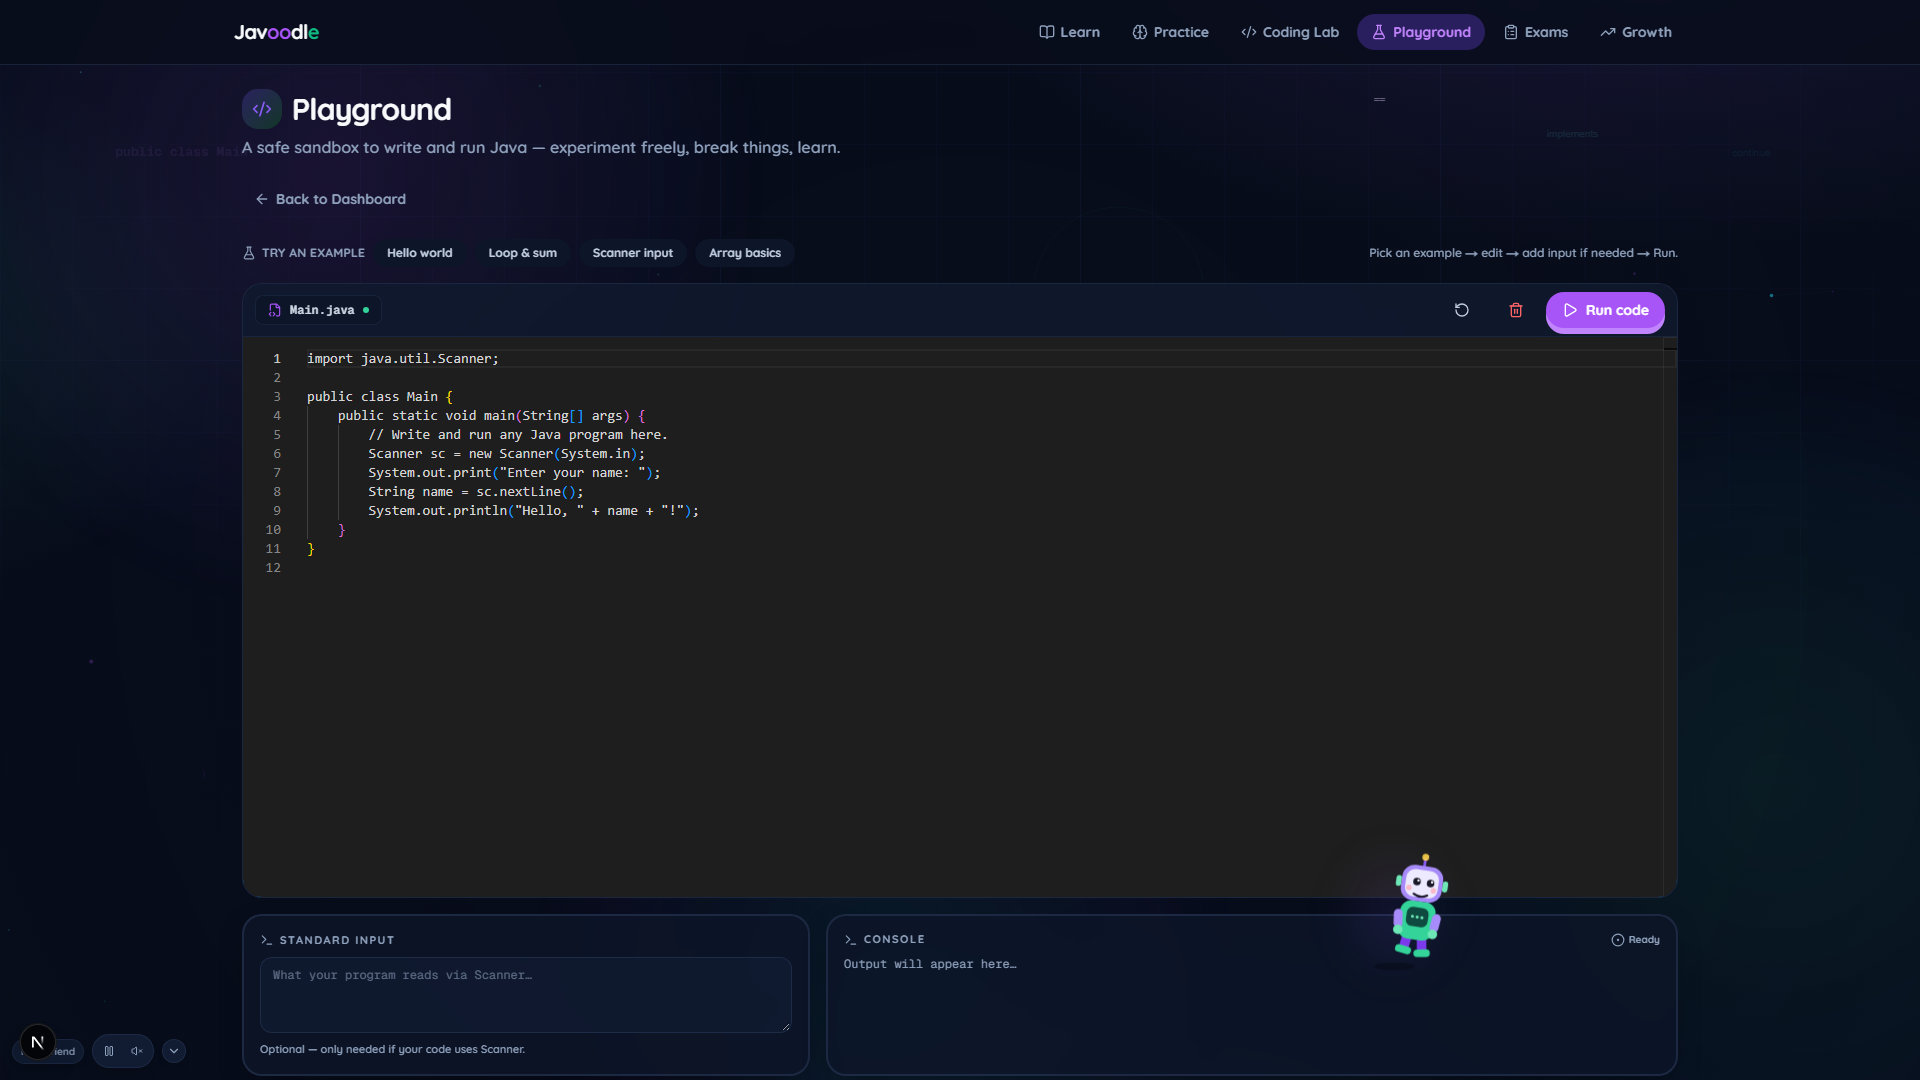 Javoodle
Learn
Practice
Coding Lab
Playground
Exams
Growth
Playground
public class Mai
A safe sandbox to write and run Java — experiment freely, break things, learn.
implements
Back to Dashboard
TRY AN EXAMPLE
Hello world
Loop & sum
Scanner input
Array basics
Pick an example → edit → add input if needed → Run.
Main.java
Run code
1 import java.util.Scanner;
2
3 public class Main {
4     public static void main(String[] args) {
5         // Write and run any Java program here.
6         Scanner sc = new Scanner(System.in);
7         System.out.print("Enter your name: ");
8         String name = sc.nextLine();
9         System.out.println("Hello, " + name + "!");
10     }
11 }
12
STANDARD INPUT
What your program reads via Scanner…
Optional — only needed if your code uses Scanner.
CONSOLE
Ready
Output will appear here…
N
iend